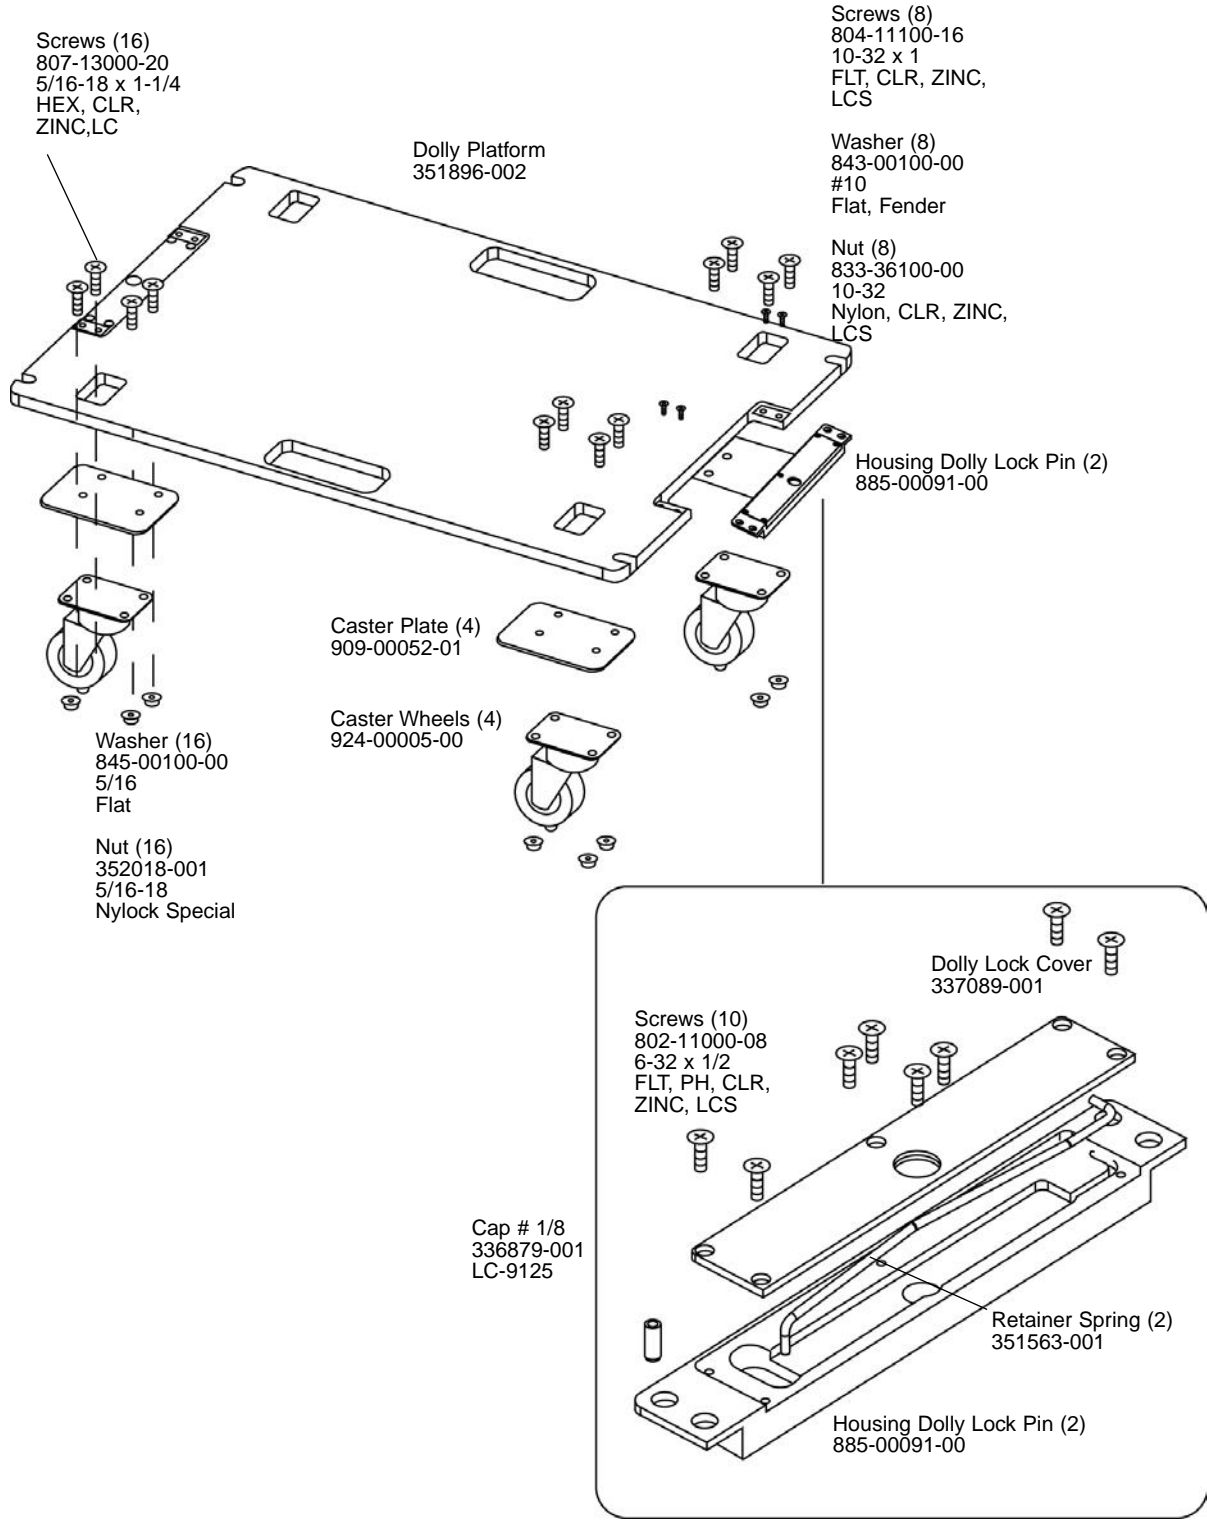 Screws (16)
807-13000-20
5/16-18 x 1-1/4
HEX, CLR,
ZINC,LC
Dolly Platform
351896-002
Screws (8)
804-11100-16
10-32 x 1
FLT, CLR, ZINC,
LCS
Washer (8)
843-00100-00
#10
Flat, Fender
Nut (8)
833-36100-00
10-32
Nylon, CLR, ZINC,
LCS
Housing Dolly Lock Pin (2)
885-00091-00
Caster Plate (4)
909-00052-01
Caster Wheels (4)
924-00005-00
Washer (16)
845-00100-00
5/16
Flat
Nut (16)
352018-001
5/16-18
Nylock Special
Dolly Lock Cover
337089-001
Screws (10)
802-11000-08
6-32 x 1/2
FLT, PH, CLR,
ZINC, LCS
Cap # 1/8
336879-001
LC-9125
Retainer Spring (2)
351563-001
Housing Dolly Lock Pin (2)
885-00091-00